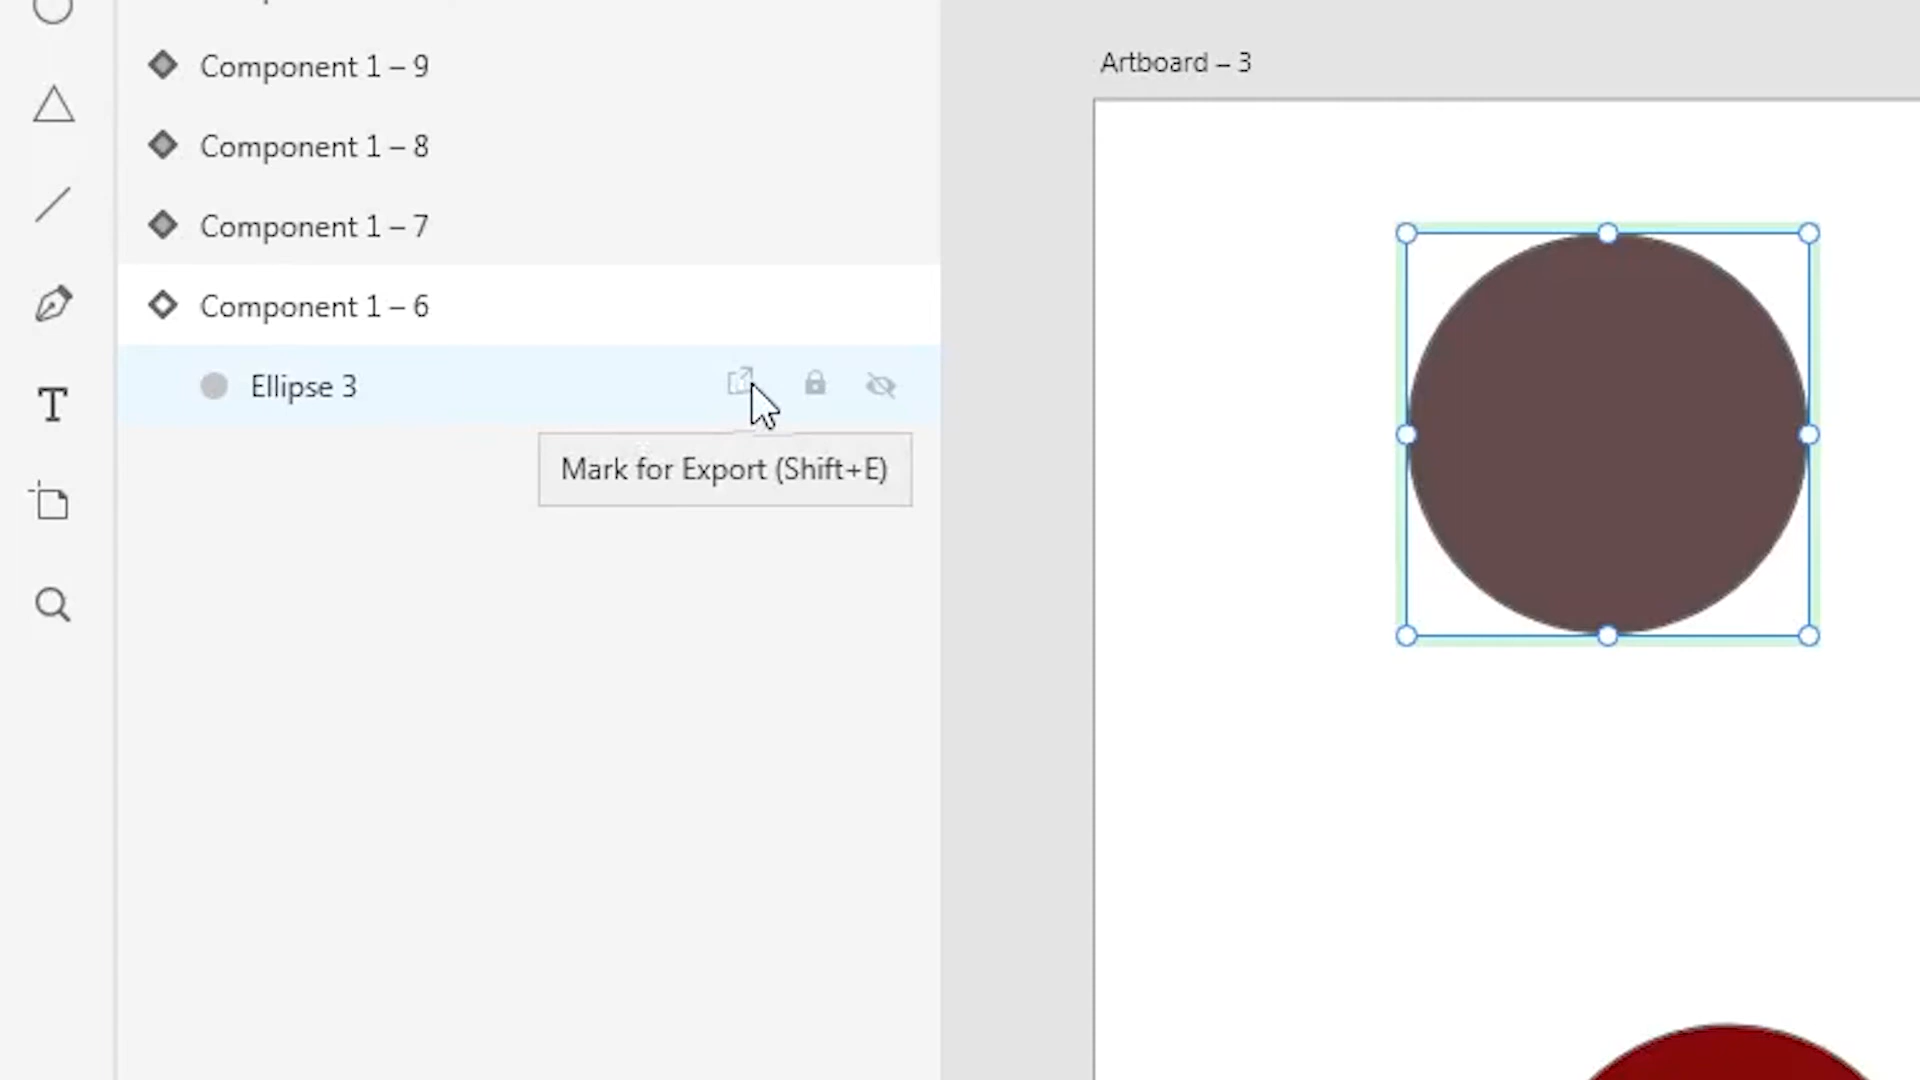 Artboard – 3
Component 1 – 9
Component 1 – 8
Component 1 – 7
Component 1 – 6
Ellipse 3
Mark for Export (Shift+E)
T